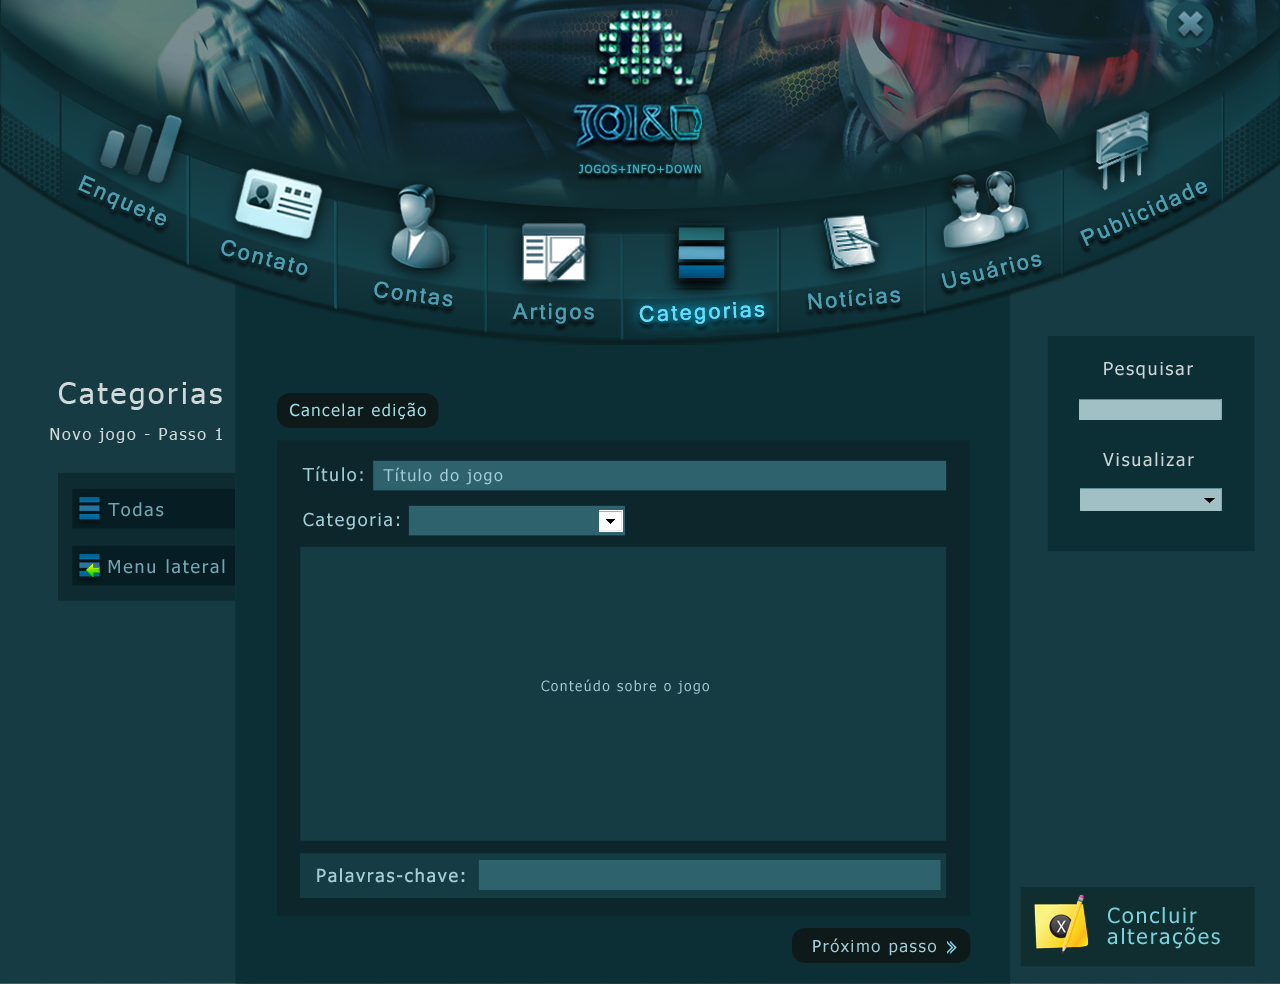 JOI&D
JOGOS+INFO+DOWN
Enquete
Contato
Contas
Artigos
Categorias
Notícias
Usuários
Publicidade
Categorias
Novo jogo - Passo 1
Todas
Menu lateral
Cancelar edição
Título: Título do jogo
Categoria:
Conteúdo sobre o jogo
Palavras-chave:
Próximo passo »
Pesquisar
Visualizar
X
Concluir
alterações